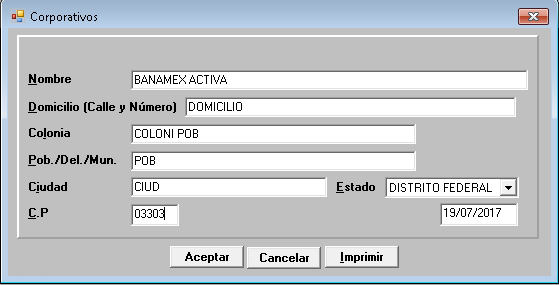 Corporativos
Nombre BANAMEX ACTIVA
Domicilio (Calle y Número) DOMICILIO
Colonia COLONI POB
Pob./Del./Mun. POB
Ciudad CIUD Estado DISTRITO FEDERAL
C.P 03303 19/07/2017
Aceptar Cancelar Imprimir